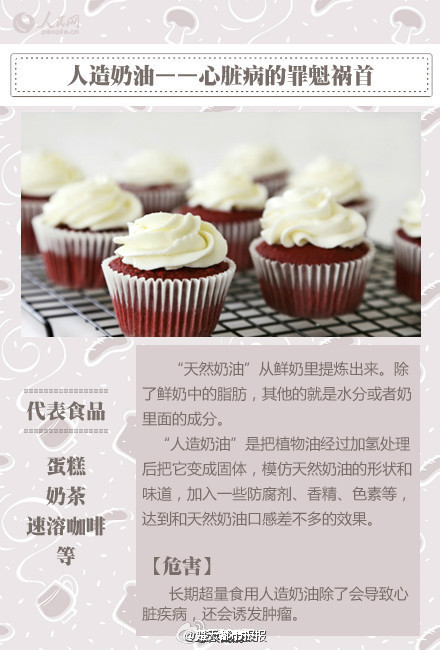 人民网
people.cn
人造奶油——心脏病的罪魁祸首
代表食品
蛋糕
奶茶
速溶咖啡
等
“天然奶油”从鲜奶里提炼出来。除
了鲜奶中的脂肪，其他的就是水分或者奶
里面的成分。
“人造奶油”是把植物油经过加氢处理
后把它变成固体，模仿天然奶油的形状和
味道，加入一些防腐剂、香精、色素等，
达到和天然奶油口感差不多的效果。
【危害】
长期超量食用人造奶油除了会导致心
脏疾病，还会诱发肿瘤。